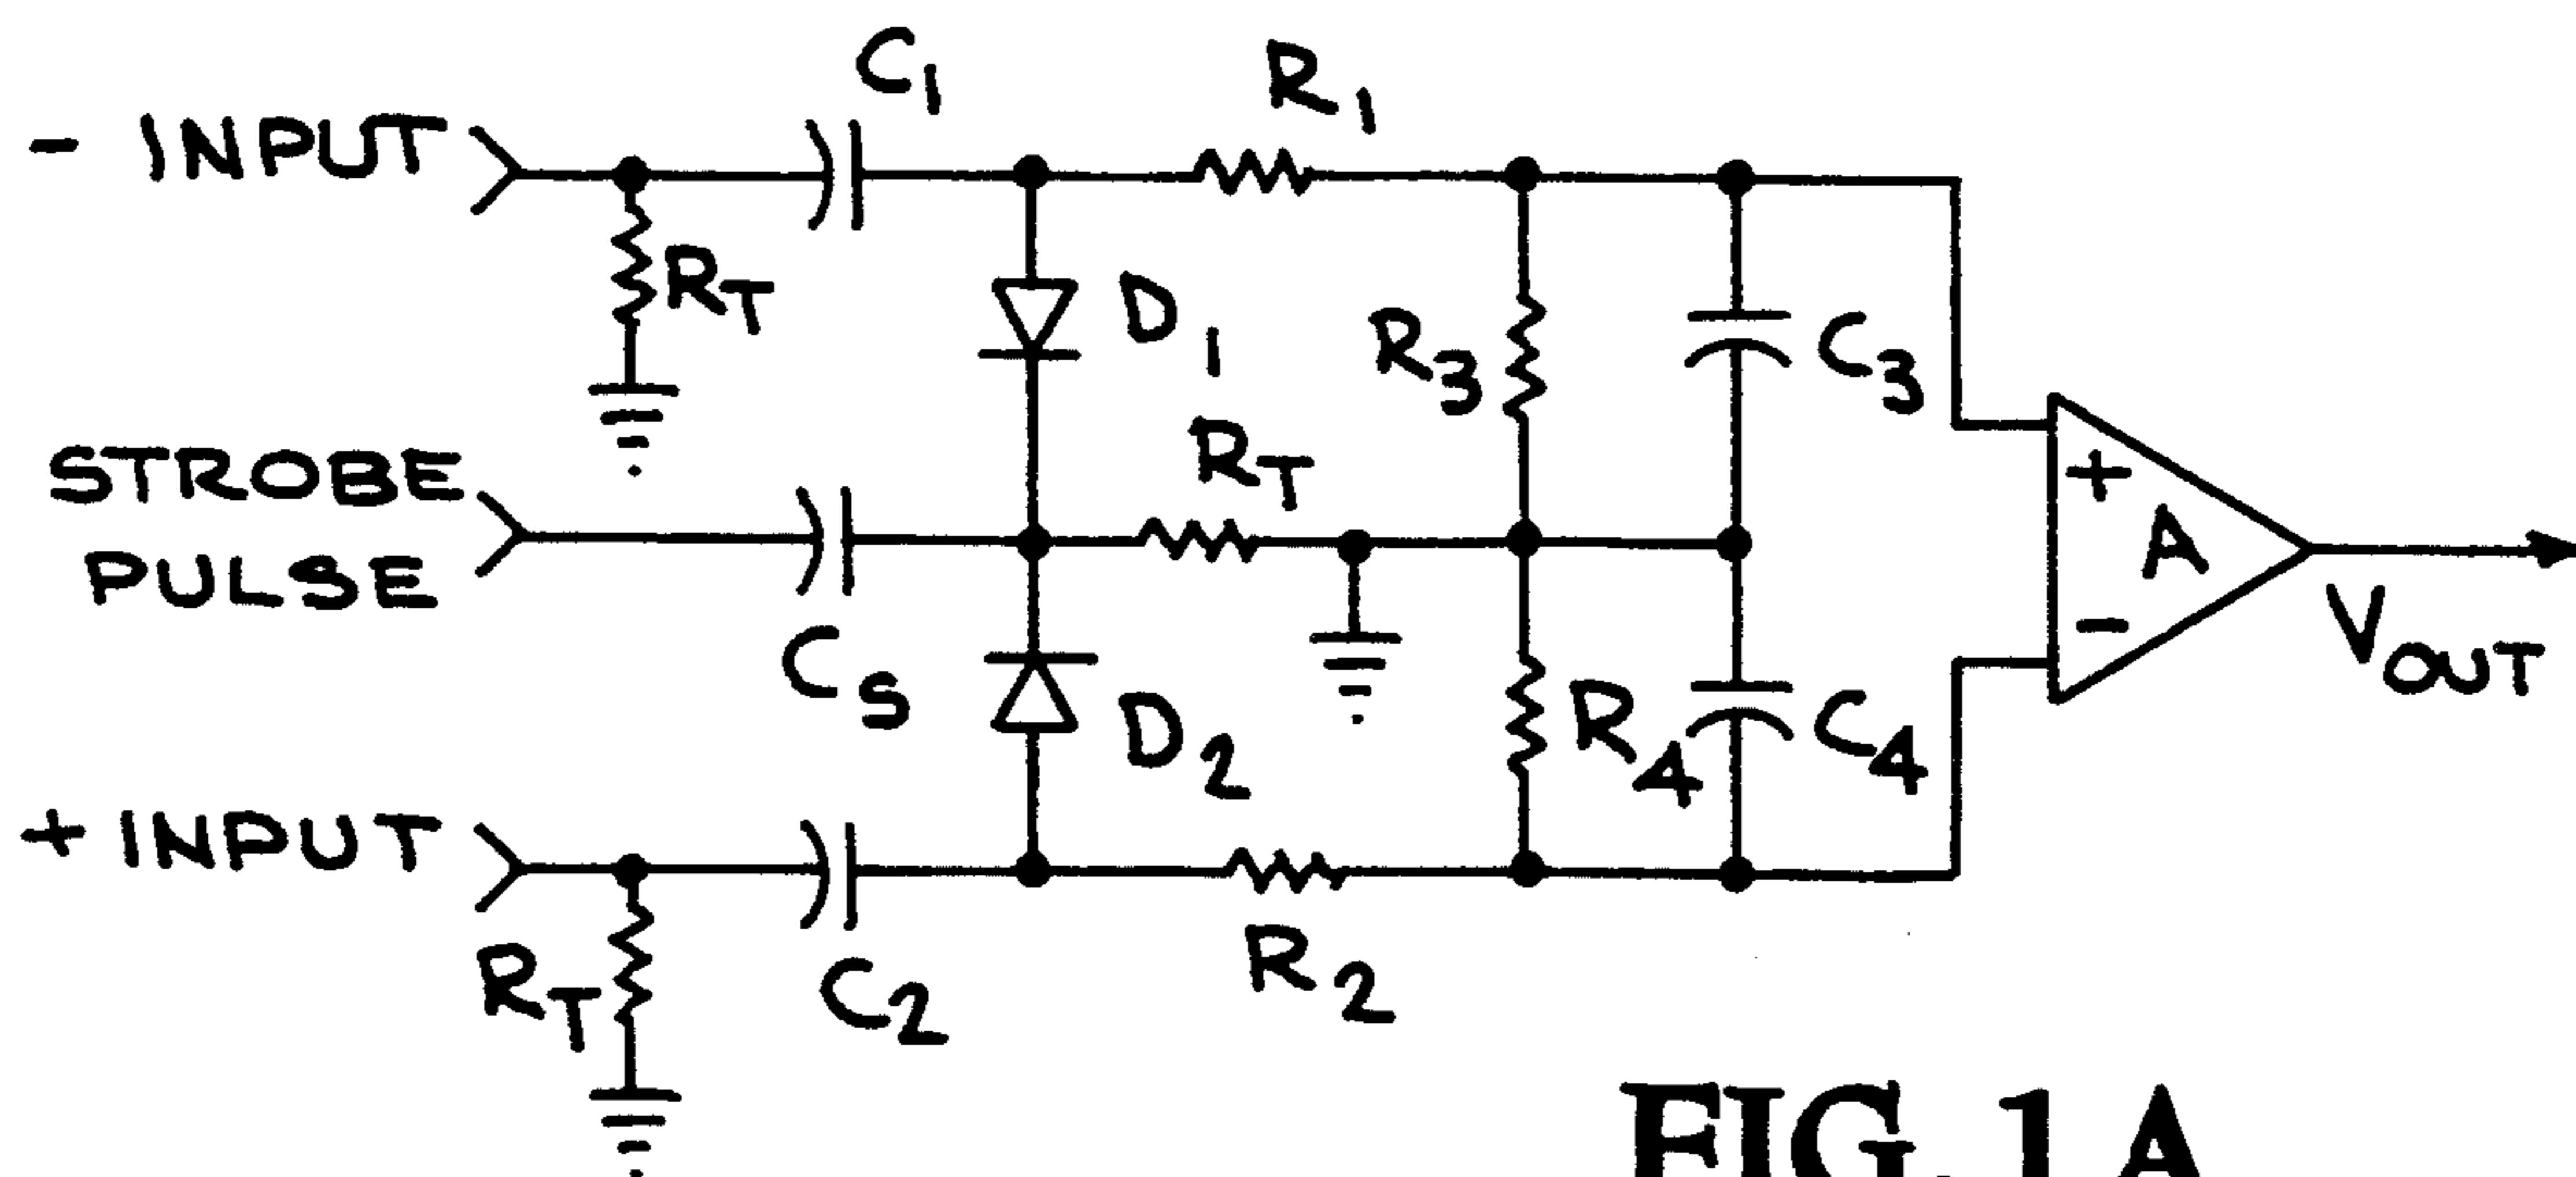 C1
R1
- INPUT
RT
D1
R3
C3
STROBE
PULSE
RT
+
A
-
VOUT
CS
D2
R4
C4
+ INPUT
RT
C2
R2
FIG. 1A